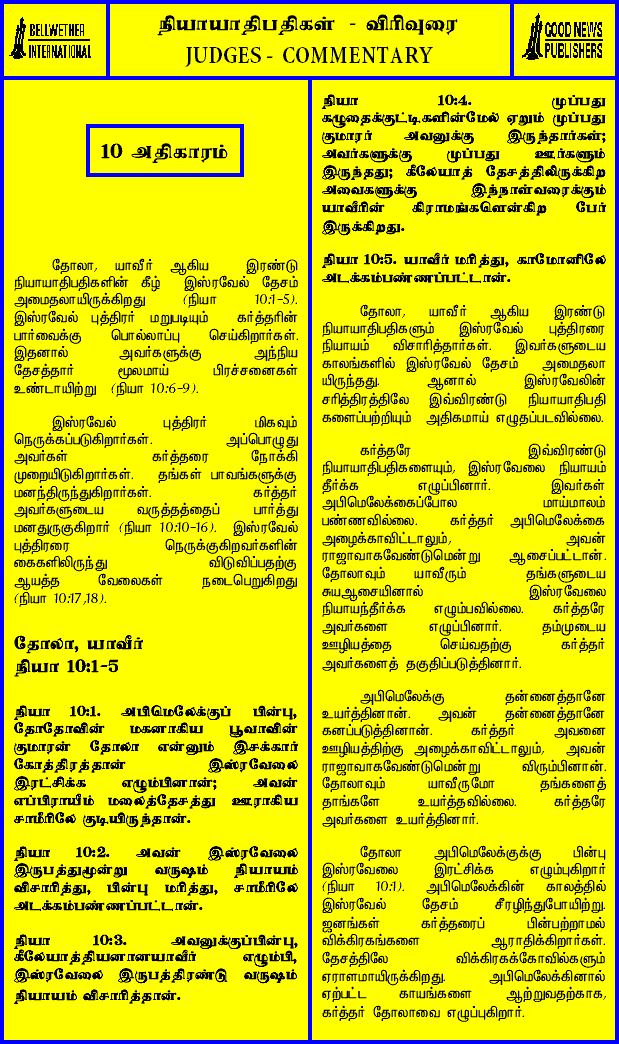 BELLWETHER
INTERNATIONAL
நியாயாதிபதிகள் - விரிவுரை
JUDGES - COMMENTARY
GOOD NEWS
PUBLISHERS
10 அதிகாரம்
தோலா, யாவீர் ஆகிய இரண்டு
நியாயாதிபதிகளின் கீழ் இஸ்ரவேல் தேசம்
அமைதலாயிருக்கிறது (நியா 10:1-5).
இஸ்ரவேல் புத்திரர் மறுபடியும் கர்த்தரின்
பார்வைக்கு பொல்லாப்பு செய்கிறார்கள்.
இதனால் அவர்களுக்கு அந்நிய
தேசத்தார் மூலமாய் பிரச்சனைகள்
உண்டாயிற்று (நியா 10:6-9).
இஸ்ரவேல் புத்திரர் மிகவும்
நெருக்கப்படுகிறார்கள். அப்பொழுது
அவர்கள் கர்த்தரை நோக்கி
முறையிடுகிறார்கள். தங்கள் பாவங்களுக்கு
மனந்திருந்துகிறார்கள். கர்த்தர்
அவர்களுடைய வருத்தத்தைப் பார்த்து
மனதுருகுகிறார் (நியா 10:10-16). இஸ்ரவேல்
புத்திரரை நெருக்குகிறவர்களின்
கைகளிலிருந்து விடுவிப்பதற்கு
ஆயத்த வேலைகள் நடைபெறுகிறது
(நியா 10:17,18).
தோலா, யாவீர்
நியா 10:1-5
நியா 10:1. அபிமெலேக்குப் பின்பு,
தோதோவின் மகனாகிய பூவாவின்
குமாரன் தோலா என்னும் இசக்கார்
கோத்திரத்தான் இஸ்ரவேலை
இரட்சிக்க எழும்பினான்; அவன்
எப்பிராயீம் மலைத்தேசத்து ஊராகிய
சாமீரிலே குடியிருந்தான்.
நியா 10:2. அவன் இஸ்ரவேலை
இருபத்துமூன்று வருஷம் நியாயம்
விசாரித்து, பின்பு மரித்து, சாமீரிலே
அடக்கம்பண்ணப்பட்டான்.
நியா 10:3. அவனுக்குப்பின்பு,
கீலேயாத்தியனானயாவீர் எழும்பி,
இஸ்ரவேலை இருபத்திரண்டு வருஷம்
நியாயம் விசாரித்தான்.
நியா 10:4. முப்பது
கழுதைக்குட்டிகளின்மேல் ஏறும் முப்பது
குமாரர் அவனுக்கு இருந்தார்கள்;
அவர்களுக்கு முப்பது ஊர்களும்
இருந்தது; கீலேயாத் தேசத்திலிருக்கிற
அவைகளுக்கு இந்நாள்வரைக்கும்
யாவீரின் கிராமங்களென்கிற பேர்
இருக்கிறது.
நியா 10:5. யாவீர் மரித்து, காமோனிலே
அடக்கம்பண்ணப்பட்டான்.
தோலா, யாவீர் ஆகிய இரண்டு
நியாயாதிபதிகளும் இஸ்ரவேல் புத்திரரை
நியாயம் விசாரித்தார்கள். இவர்களுடைய
காலங்களில் இஸ்ரவேல் தேசம் அமைதலா
யிருந்தது. ஆனால் இஸ்ரவேலின்
சரித்திரத்திலே இவ்விரண்டு நியாயாதிபதி
களைப்பற்றியும் அதிகமாய் எழுதப்படவில்லை.
கர்த்தரே இவ்விரண்டு
நியாயாதிபதிகளையும், இஸ்ரவேலை நியாயம்
தீர்க்க எழுப்பினார். இவர்கள்
அபிமெலேக்கைப்போல மாய்மாலம்
பண்ணவில்லை. கர்த்தர் அபிமெலேக்கை
அழைக்காவிட்டாலும், அவன்
ராஜாவாகவேண்டுமென்று ஆசைப்பட்டான்.
தோலாவும் யாவீரும் தங்களுடைய
சுயஆசையினால் இஸ்ரவேலை
நியாயந்தீர்க்க எழும்பவில்லை. கர்த்தரே
அவர்களை எழுப்பினார். தம்முடைய
ஊழியத்தை செய்வதற்கு கர்த்தர்
அவர்களைத் தகுதிப்படுத்தினார்.
அபிமெலேக்கு தன்னைத்தானே
உயர்த்தினான். அவன் தன்னைத்தானே
கனப்படுத்தினான். கர்த்தர் அவனை
ஊழியத்திற்கு அழைக்காவிட்டாலும், அவன்
ராஜாவாகவேண்டுமென்று விரும்பினான்.
தோலாவும் யாவீருமோ தங்களைத்
தாங்களே உயர்த்தவில்லை. கர்த்தரே
அவர்களை உயர்த்தினார்.
தோலா அபிமெலேக்குக்கு பின்பு
இஸ்ரவேலை இரட்சிக்க எழும்புகிறார்
(நியா 10:1). அபிமெலேக்கின் காலத்தில்
இஸ்ரவேல் தேசம் சீரழிந்துபோயிற்று.
ஜனங்கள் கர்த்தரைப் பின்பற்றாமல்
விக்கிரகங்களை ஆராதிக்கிறார்கள்.
தேசத்திலே விக்கிரகக்கோவில்களும்
ஏராளமாயிருக்கிறது. அபிமெலேக்கினால்
ஏற்பட்ட காயங்களை ஆற்றுவதற்காக,
கர்த்தர் தோலாவை எழுப்புகிறார்.